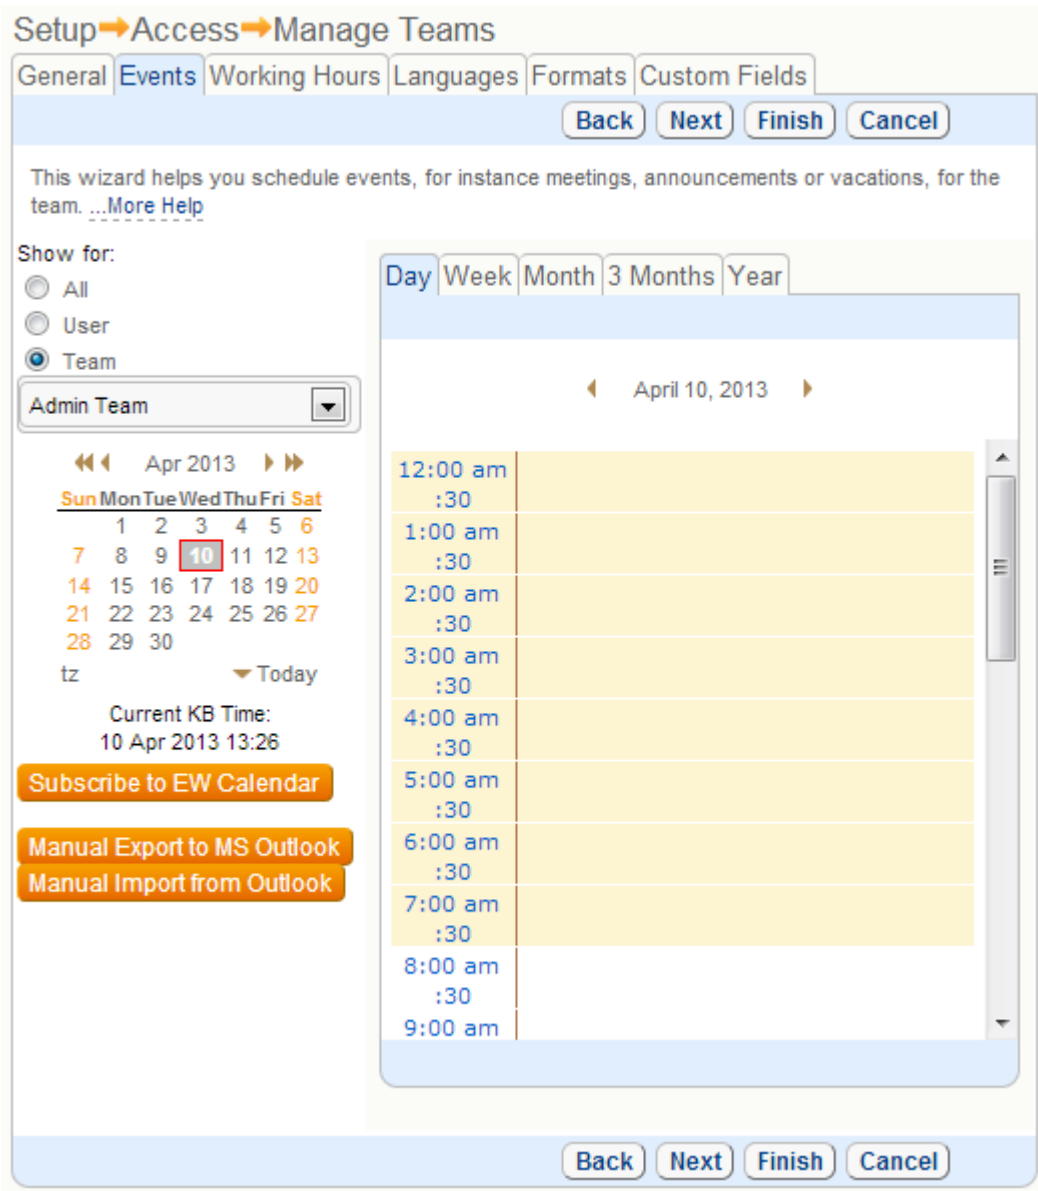 Setup Access Manage Teams
General Events Working Hours Languages Formats Custom Fields
Back Next Finish Cancel
This wizard helps you schedule events, for instance meetings, announcements or vacations, for the
team. ...More Help
Show for:
All
User
Team
Admin Team
Apr 2013
Sun Mon Tue Wed Thu Fri Sat
1 2 3 4 5 6
7 8 9 10 11 12 13
14 15 16 17 18 19 20
21 22 23 24 25 26 27
28 29 30
tz Today
Current KB Time:
10 Apr 2013 13:26
Subscribe to EW Calendar
Manual Export to MS Outlook
Manual Import from Outlook
Day Week Month 3 Months Year
April 10, 2013
12:00 am
:30
1:00 am
:30
2:00 am
:30
3:00 am
:30
4:00 am
:30
5:00 am
:30
6:00 am
:30
7:00 am
:30
8:00 am
:30
9:00 am
Back Next Finish Cancel